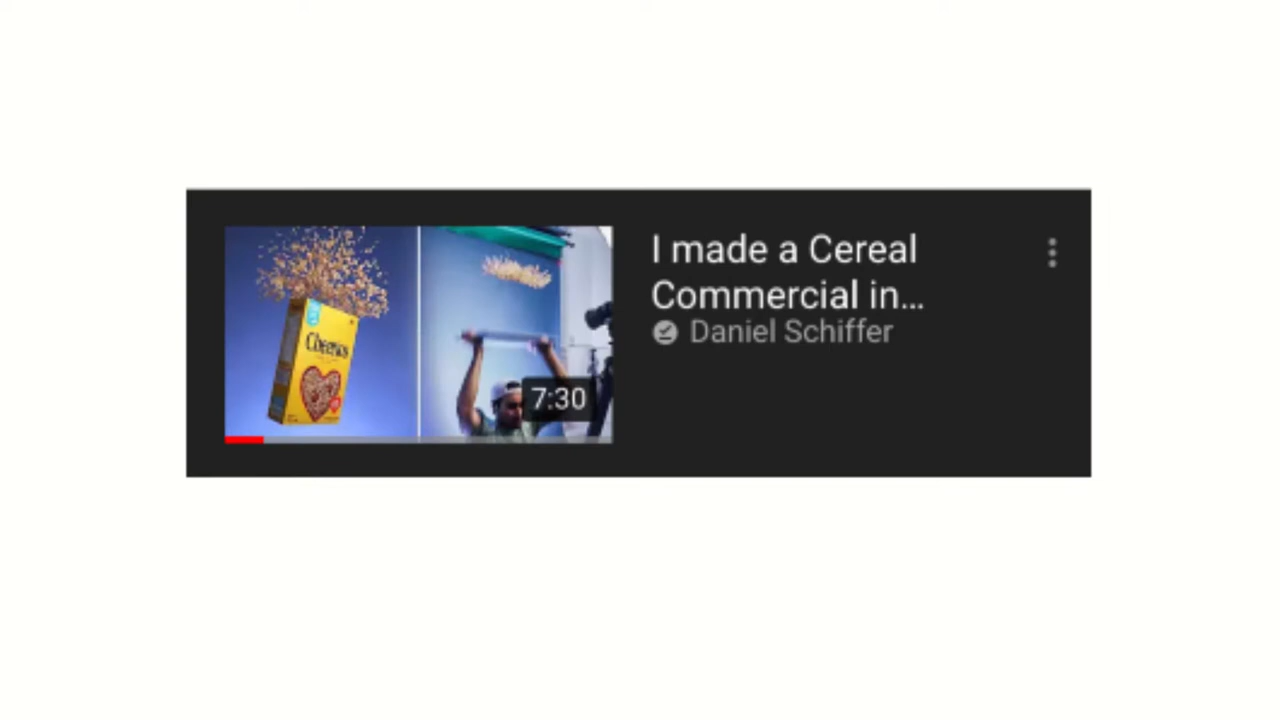 I made a Cereal
Commercial in...
Daniel Schiffer
Cheerios
7:30